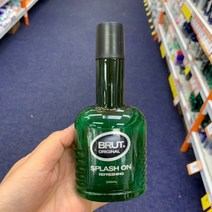 BRUT.
ORIGINAL
SPLASH ON
REFRESHING